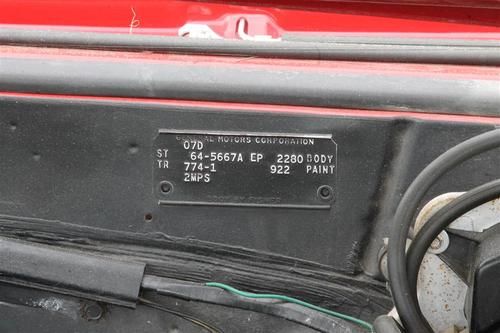 GENERAL MOTORS CORPORATION
07D
ST 64-5667A EP 2280 BODY
TR 774-1 922 PAINT
2MPS